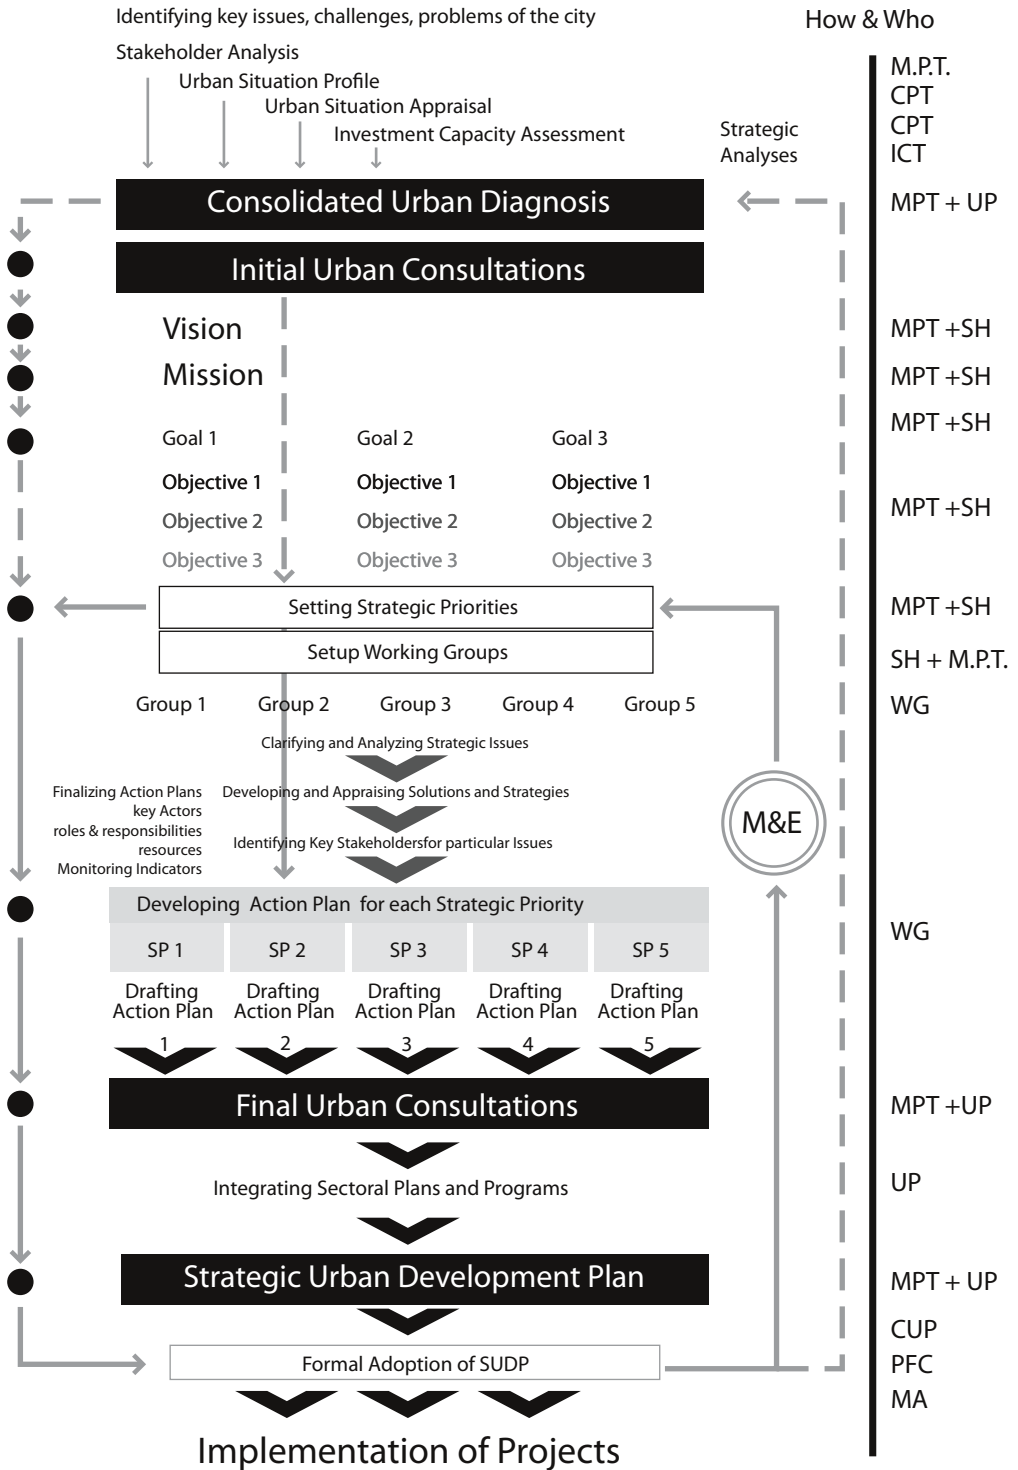 Identifying key issues, challenges, problems of the city
How & Who
Stakeholder Analysis
M.P.T.
Urban Situation Profile
CPT
Urban Situation Appraisal
CPT
Investment Capacity Assessment
ICT
Strategic
Analyses
Consolidated Urban Diagnosis
MPT + UP
Initial Urban Consultations
Vision
MPT +SH
Mission
MPT +SH
MPT +SH
Goal 1 Goal 2 Goal 3
Objective 1 Objective 1 Objective 1
MPT +SH
Objective 2 Objective 2 Objective 2
Objective 3 Objective 3 Objective 3
Setting Strategic Priorities
MPT +SH
Setup Working Groups
SH + M.P.T.
Group 1 Group 2 Group 3 Group 4 Group 5
WG
Clarifying and Analyzing Strategic Issues
Finalizing Action Plans
key Actors
roles & responsibilities
resources
Monitoring Indicators
Developing and Appraising Solutions and Strategies
Identifying Key Stakeholdersfor particular Issues
M&E
Developing Action Plan for each Strategic Priority
WG
SP 1 SP 2 SP 3 SP 4 SP 5
Drafting Drafting Drafting Drafting Drafting
Action Plan Action Plan Action Plan Action Plan Action Plan
1 2 3 4 5
Final Urban Consultations
MPT +UP
Integrating Sectoral Plans and Programs
UP
Strategic Urban Development Plan
MPT + UP
CUP
Formal Adoption of SUDP
PFC
MA
Implementation of Projects